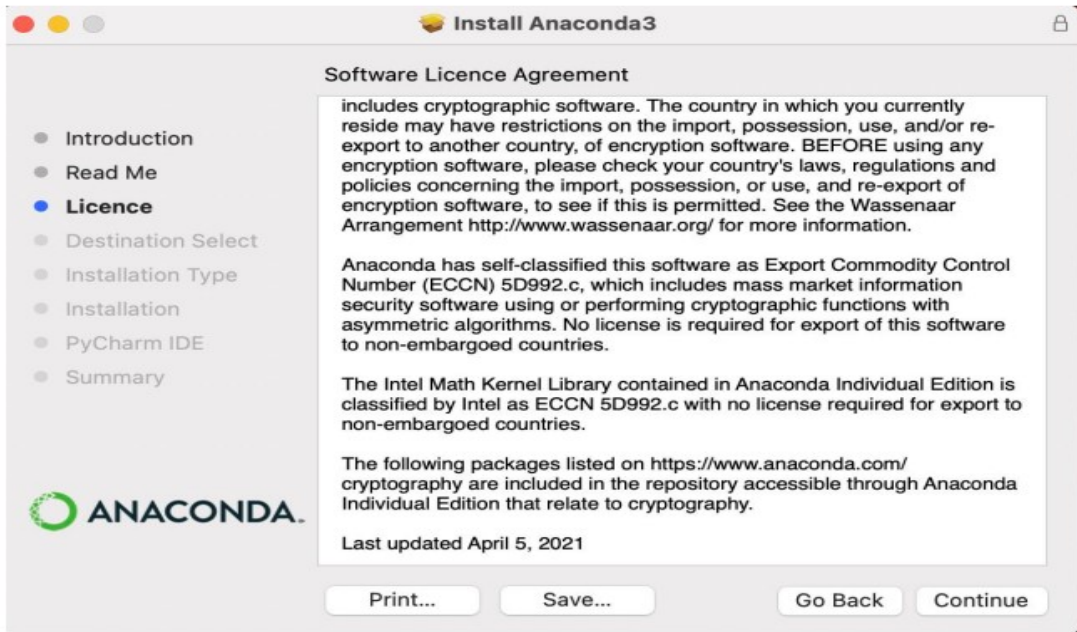 Install Anaconda3
Software Licence Agreement
Introduction
Read Me
Licence
Destination Select
Installation Type
Installation
PyCharm IDE
Summary
ANACONDA.
includes cryptographic software. The country in which you currently
reside may have restrictions on the import, possession, use, and/or re-
export to another country, of encryption software. BEFORE using any
encryption software, please check your country's laws, regulations and
policies concerning the import, possession, or use, and re-export of
encryption software, to see if this is permitted. See the Wassenaar
Arrangement http://www.wassenaar.org/ for more information.
Anaconda has self-classified this software as Export Commodity Control
Number (ECCN) 5D992.c, which includes mass market information
security software using or performing cryptographic functions with
asymmetric algorithms. No license is required for export of this software
to non-embargoed countries.
The Intel Math Kernel Library contained in Anaconda Individual Edition is
classified by Intel as ECCN 5D992.c with no license required for export to
non-embargoed countries.
The following packages listed on https://www.anaconda.com/
cryptography are included in the repository accessible through Anaconda
Individual Edition that relate to cryptography.
Last updated April 5, 2021
Print... Save... Go Back Continue